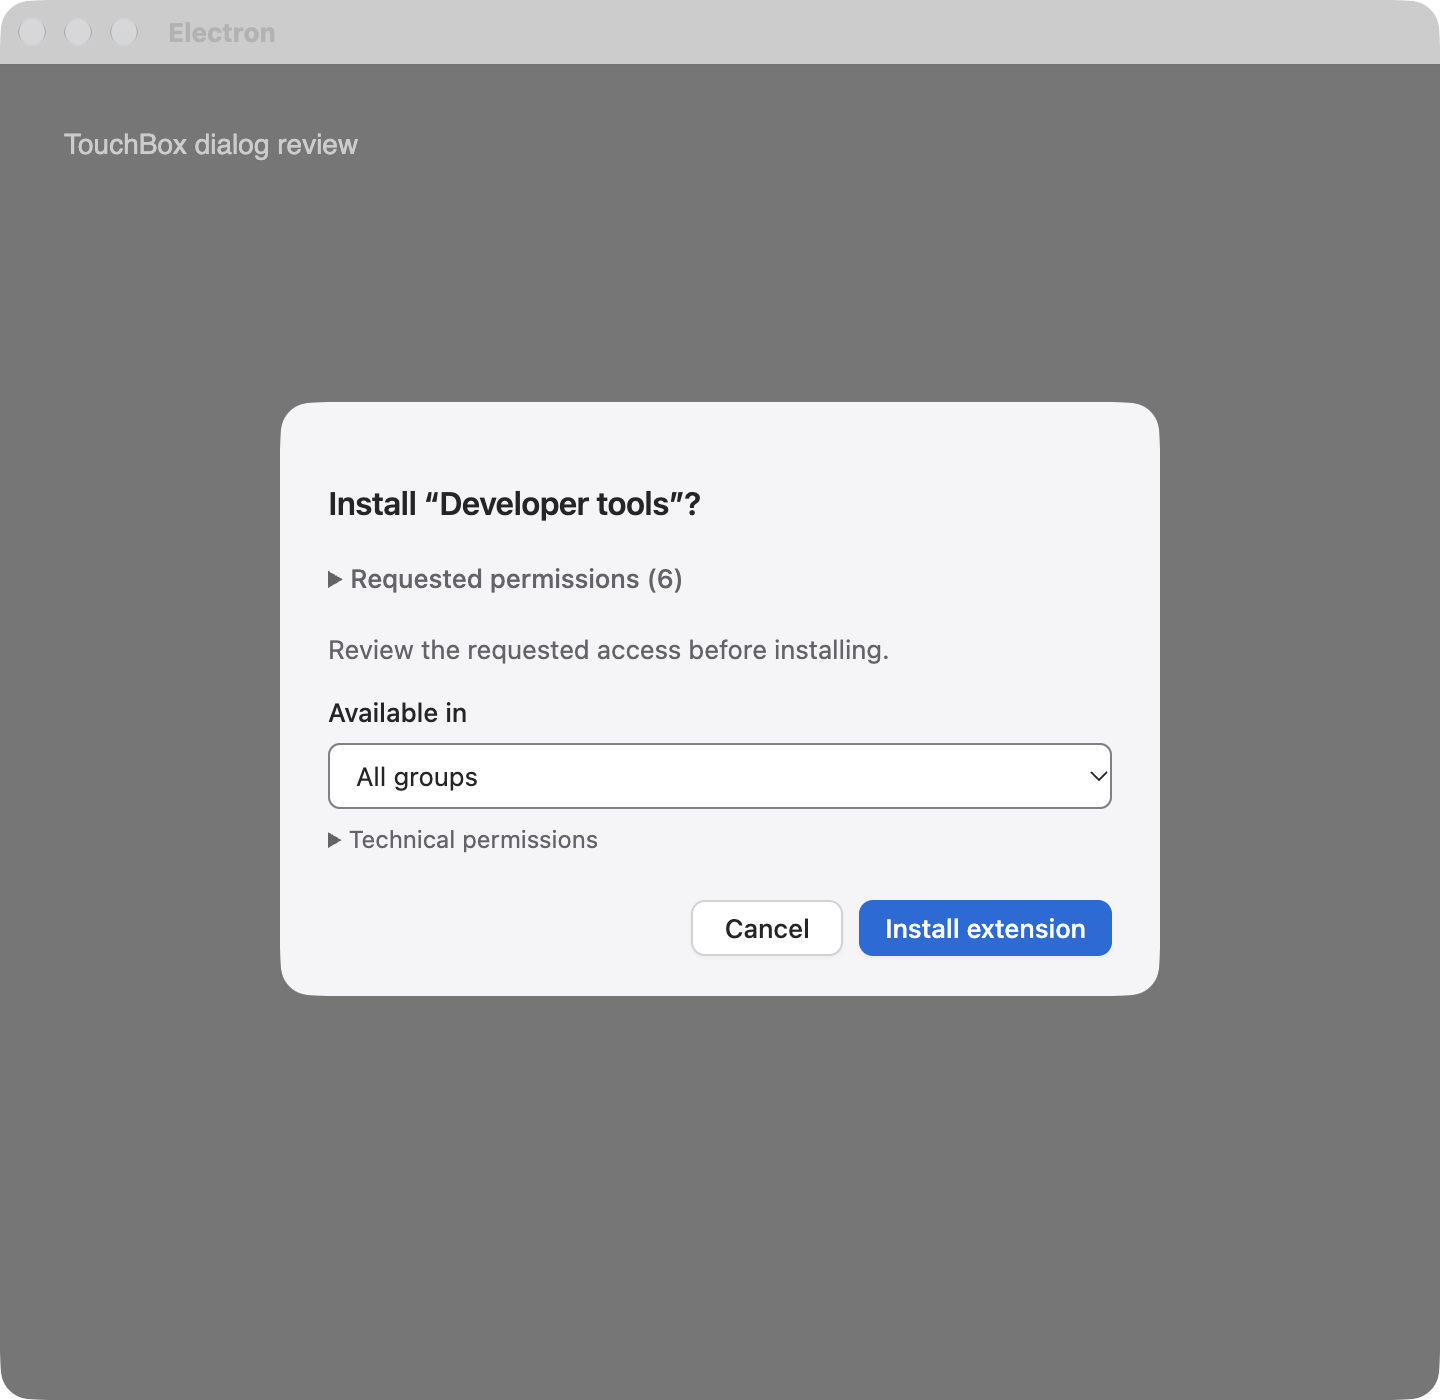 Electron
TouchBox dialog review
Install “Developer tools”?
Requested permissions (6)
Review the requested access before installing.
Available in
All groups
Technical permissions
Cancel
Install extension